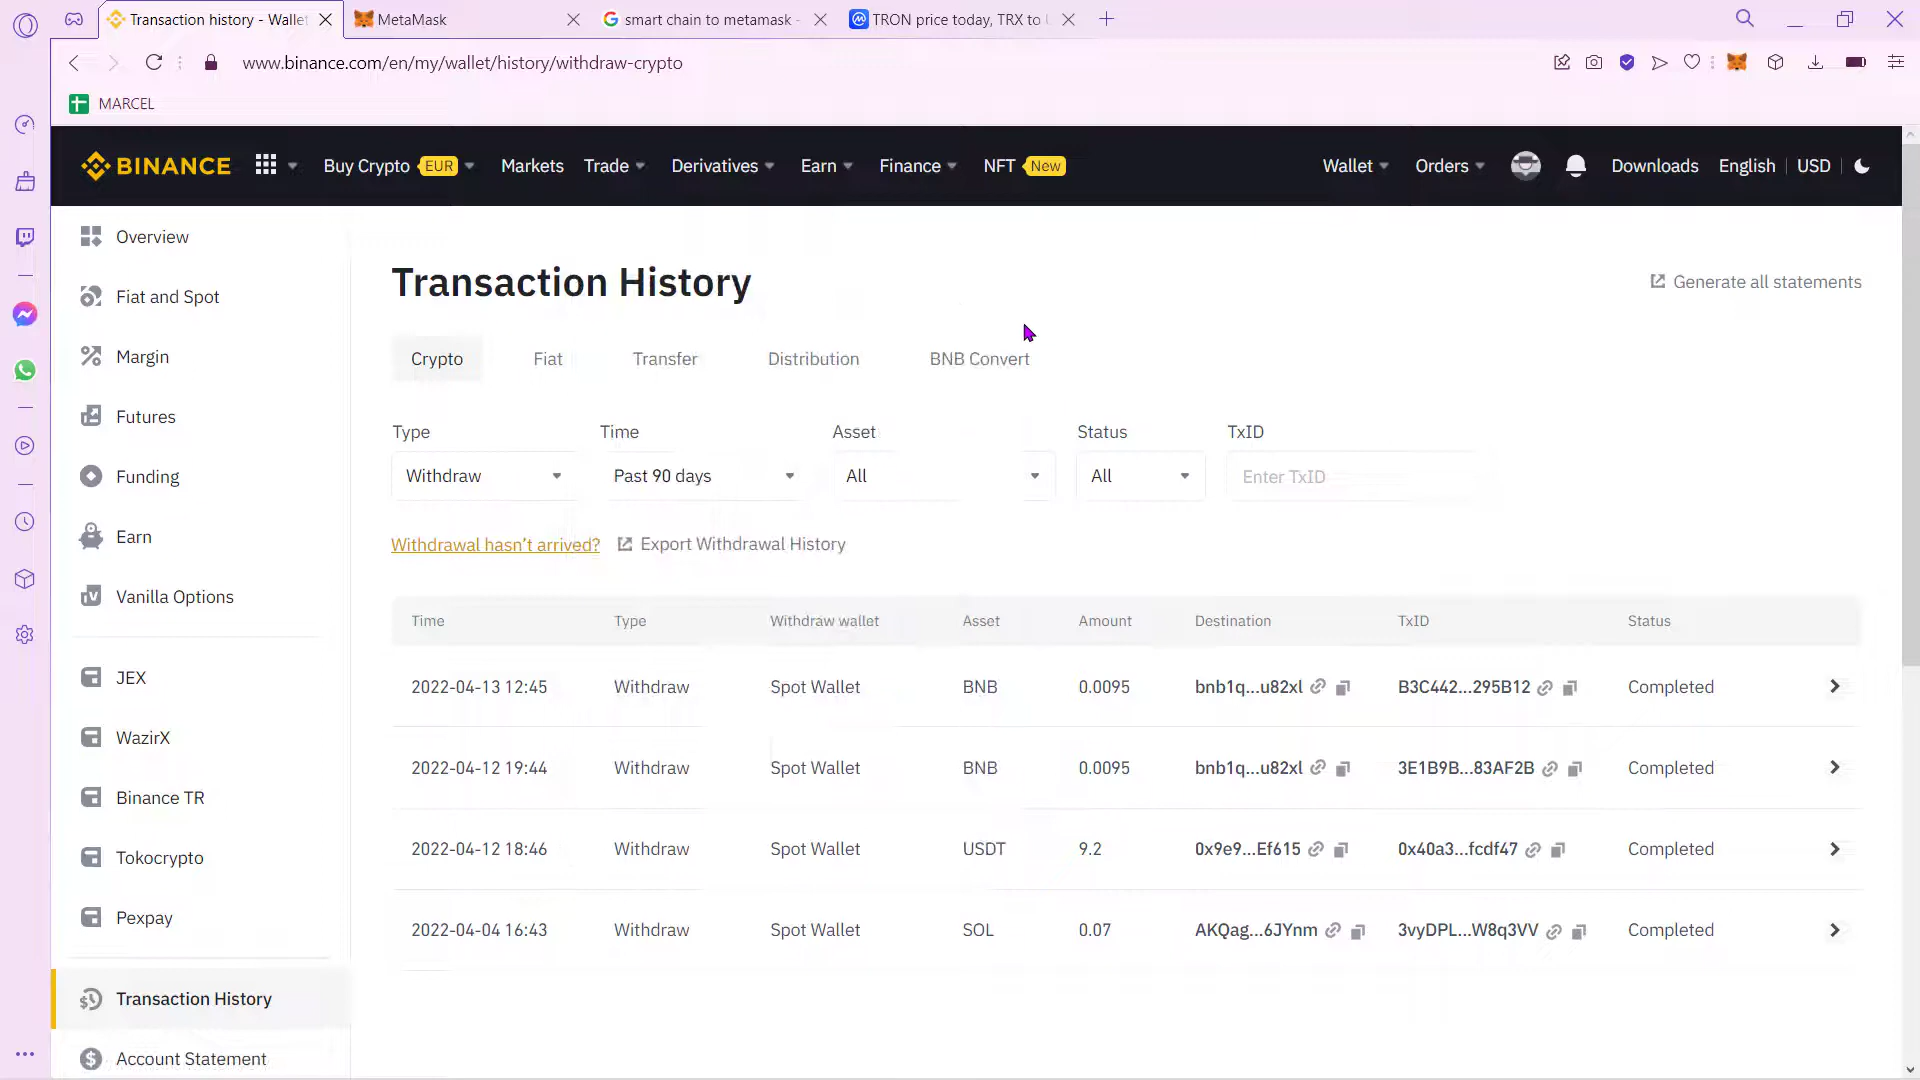 Transaction History - Wallet
MetaMask
smart chain to metamask -
TRON price today, TRX to U
www.binance.com/en/my/wallet/history/withdraw-crypto
MARCEL
BINANCE
Buy Crypto EUR
Markets
Trade
Derivatives
Earn
Finance
NFT New
Wallet
Orders
Downloads
English
USD
Overview
Fiat and Spot
Margin
Futures
Funding
Earn
Vanilla Options
JEX
WazirX
Binance TR
Tokocrypto
Pexpay
Transaction History
Account Statement
Transaction History
Generate all statements
Crypto Fiat Transfer Distribution BNB Convert
Type Time Asset Status TxID
Withdraw Past 90 days All All Enter TxID
Withdrawal hasn't arrived? Export Withdrawal History
Time Type Withdraw wallet Asset Amount Destination TxID Status
2022-04-13 12:45 Withdraw Spot Wallet BNB 0.0095 bnb1q...u82xl B3C442...295B12 Completed
2022-04-12 19:44 Withdraw Spot Wallet BNB 0.0095 bnb1q...u82xl 3E1B9B...83AF2B Completed
2022-04-12 18:46 Withdraw Spot Wallet USDT 9.2 0x9e9...Ef615 0x40a3...fcdf47 Completed
2022-04-04 16:43 Withdraw Spot Wallet SOL 0.07 AKQag...6JYnm 3vyDPL...W8q3VV Completed